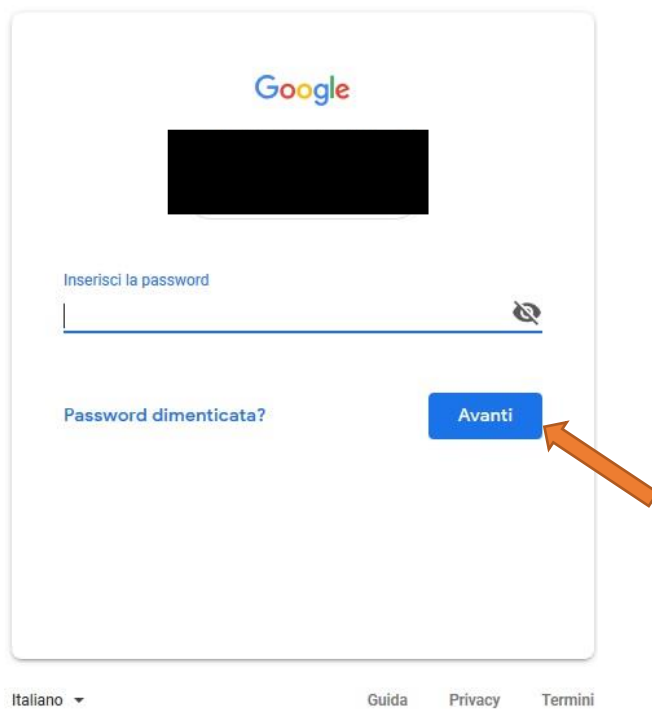 Google
Inserisci la password
Password dimenticata? Avanti
Italiano Guida Privacy Termini